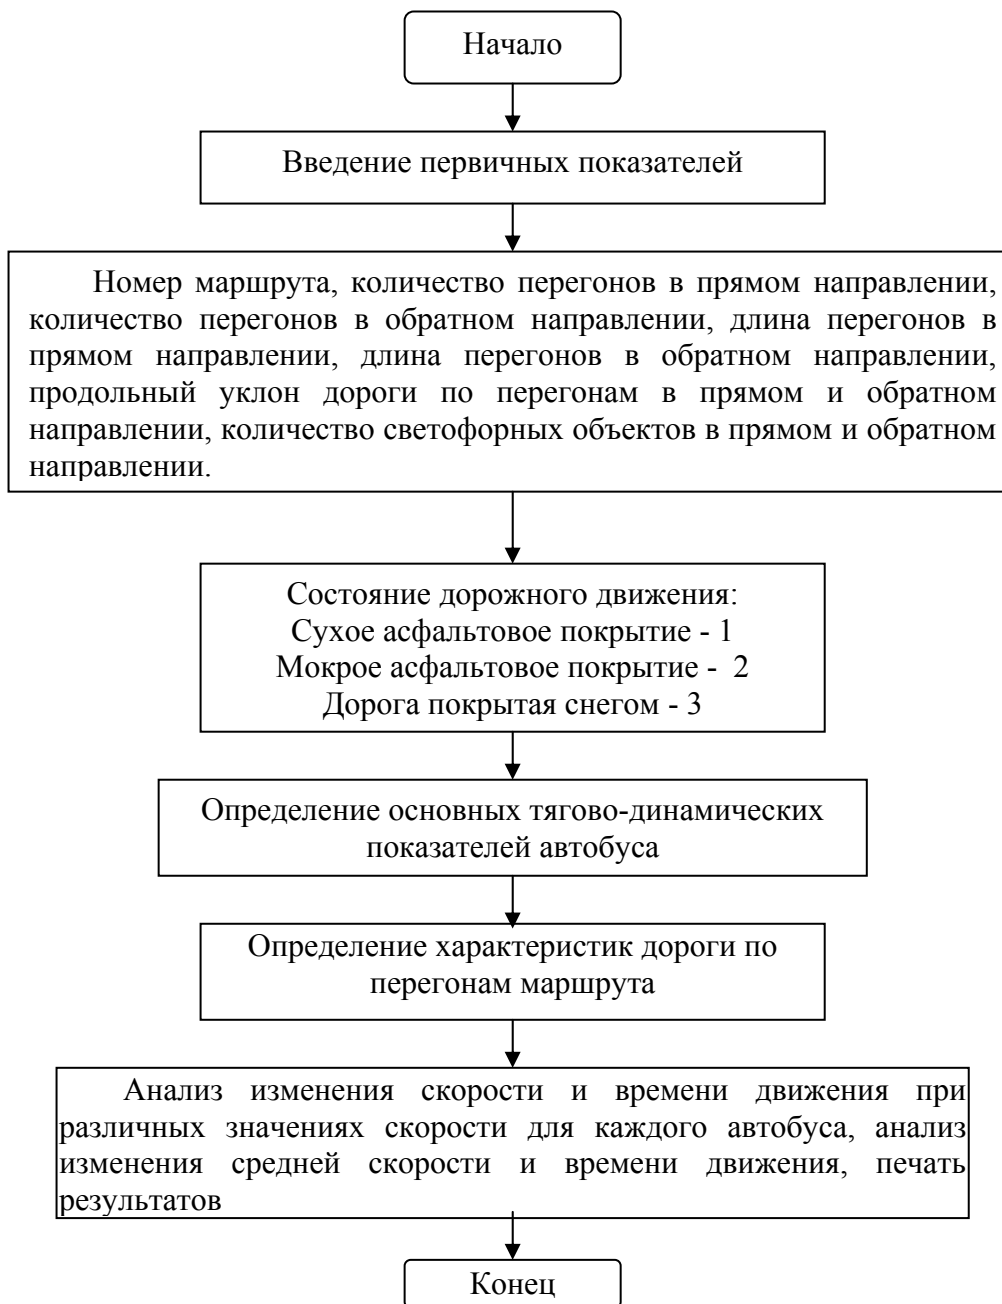 Начало
Введение первичных показателей
Номер маршрута, количество перегонов в прямом направлении,
количество перегонов в обратном направлении, длина перегонов в
прямом направлении, длина перегонов в обратном направлении,
продольный уклон дороги по перегонам в прямом и обратном
направлении, количество светофорных объектов в прямом и обратном
направлении.
Состояние дорожного движения:
Сухое асфальтовое покрытие - 1
Мокрое асфальтовое покрытие - 2
Дорога покрытая снегом - 3
Определение основных тягово-динамических
показателей автобуса
Определение характеристик дороги по
перегонам маршрута
Анализ изменения скорости и времени движения при
различных значениях скорости для каждого автобуса, анализ
изменения средней скорости и времени движения, печать
результатов
Конец